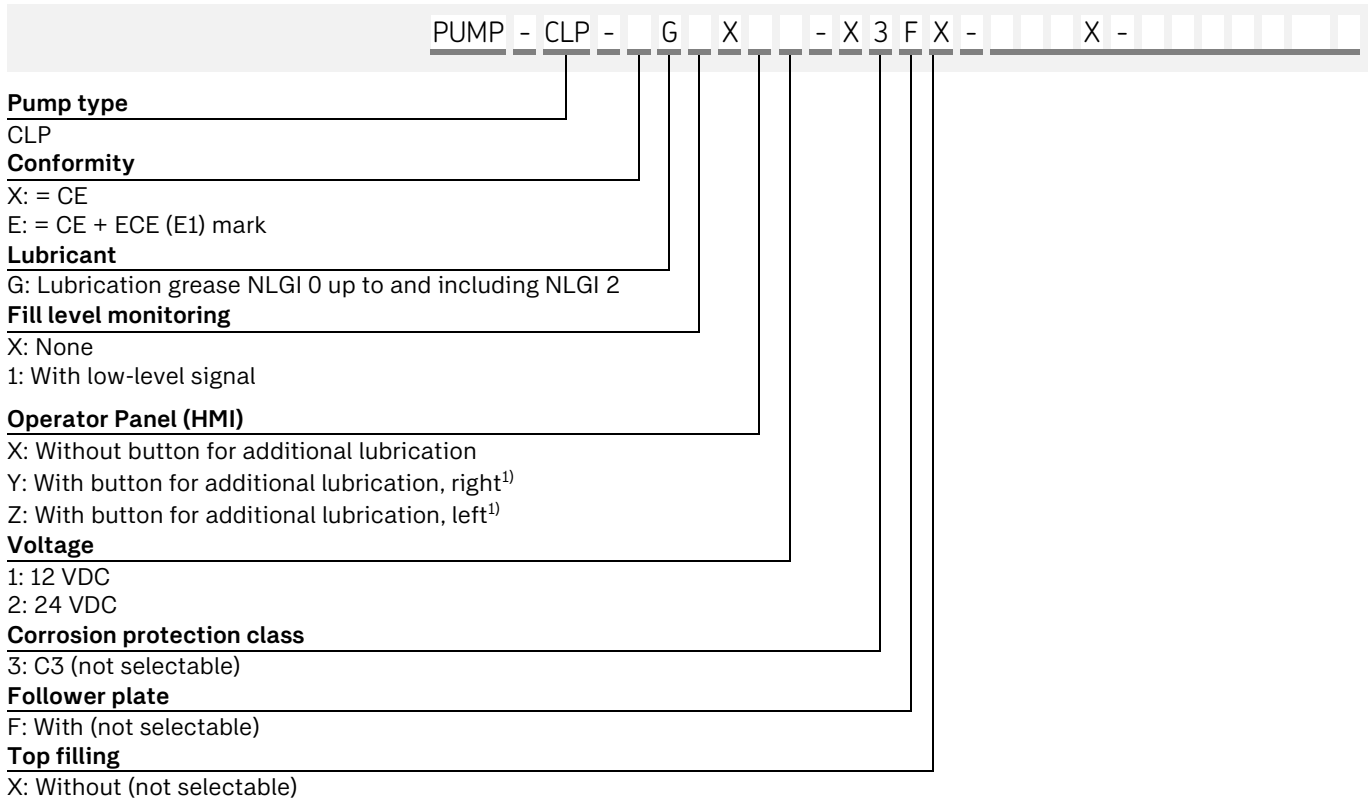 PUMP - CLP - G X - X 3 F X - X -
Pump type
CLP
Conformity
X: = CE
E: = CE + ECE (E1) mark
Lubricant
G: Lubrication grease NLGI 0 up to and including NLGI 2
Fill level monitoring
X: None
1: With low-level signal
Operator Panel (HMI)
X: Without button for additional lubrication
Y: With button for additional lubrication, right1)
Z: With button for additional lubrication, left1)
Voltage
1: 12 VDC
2: 24 VDC
Corrosion protection class
3: C3 (not selectable)
Follower plate
F: With (not selectable)
Top filling
X: Without (not selectable)